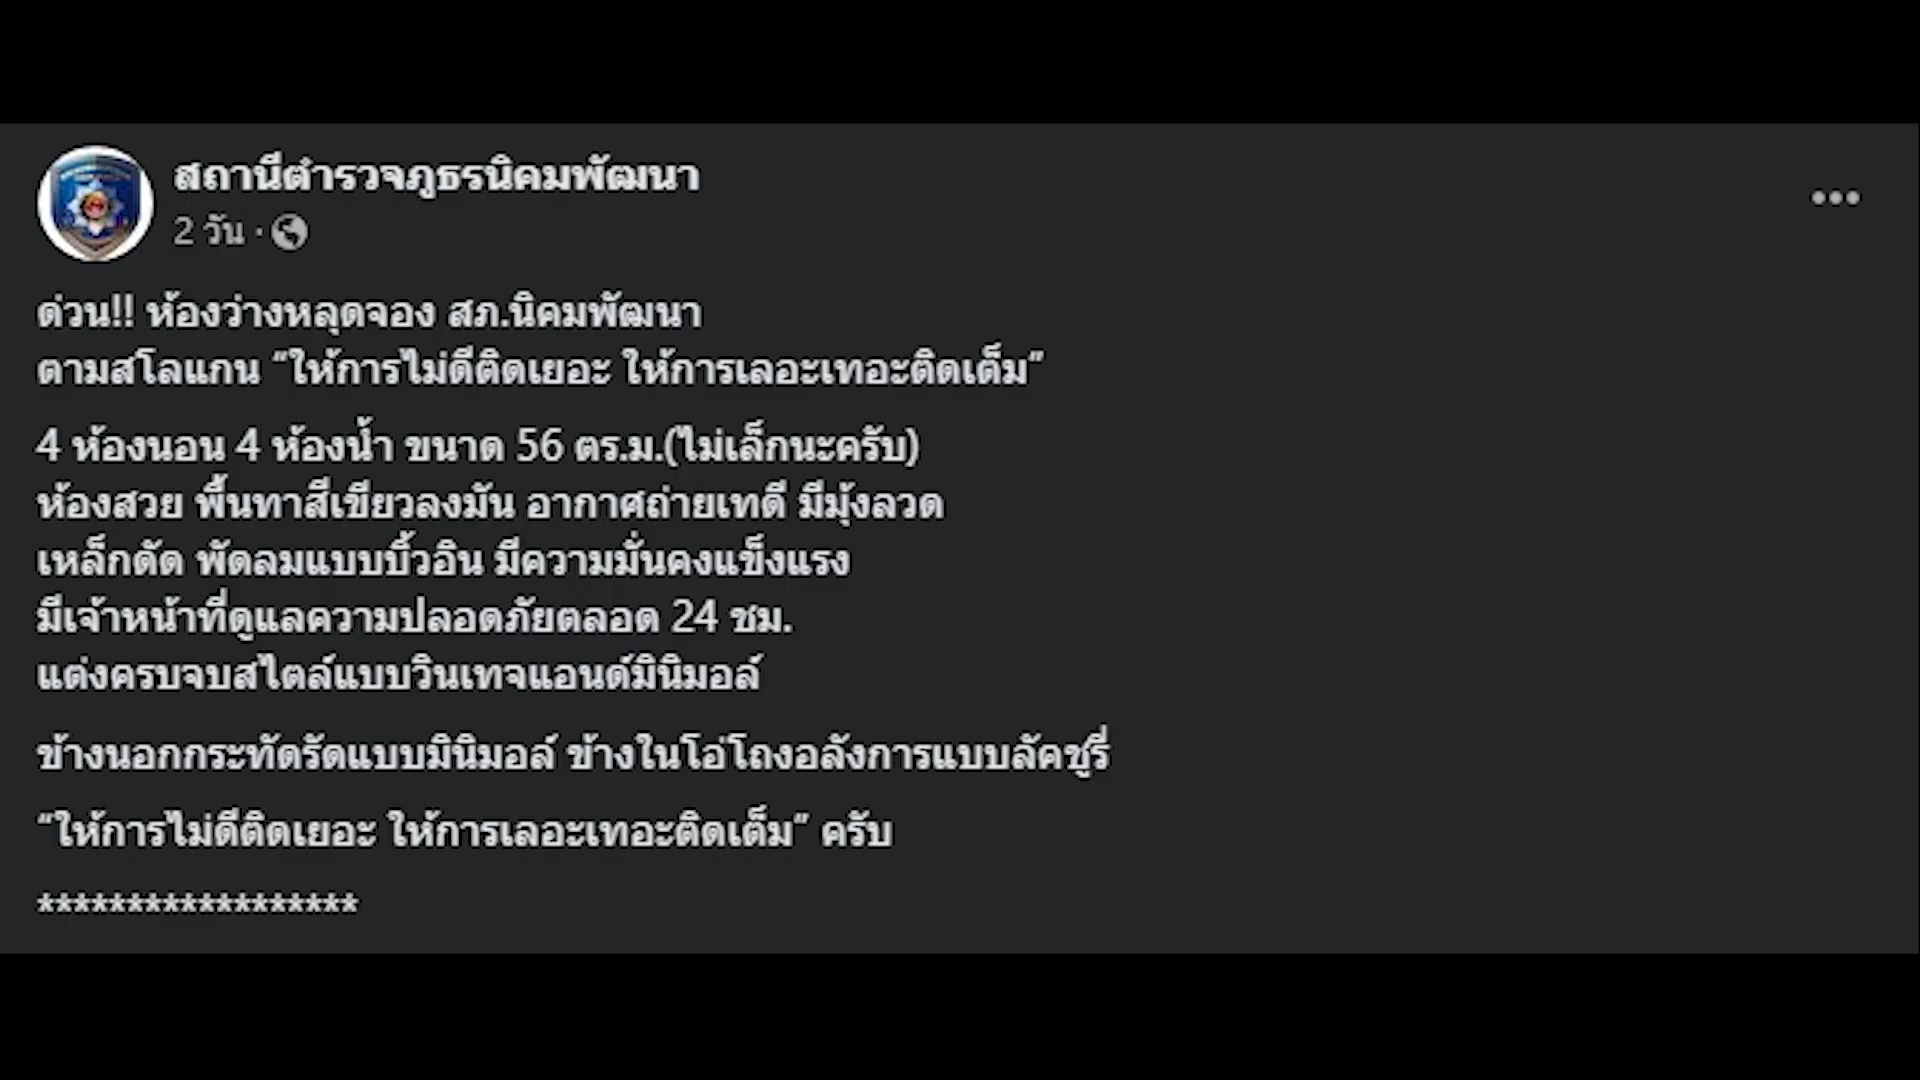 สถานีตำรวจภูธรนิคมพัฒนา
2 วัน ·
ด่วน!! ห้องว่างหลุดจอง สภ.นิคมพัฒนา
ตามสโลแกน “ให้การไม่ดีติดเยอะ ให้การเลอะเทอะติดเต็ม”
4 ห้องนอน 4 ห้องน้ำ ขนาด 56 ตร.ม.(ไม่เล็กนะครับ)
ห้องสวย พื้นทาสีเขียวลงมัน อากาศถ่ายเทดี มีมุ้งลวด
เหล็กดัด พัดลมแบบบิ้วอิน มีความมั่นคงแข็งแรง
มีเจ้าหน้าที่ดูแลความปลอดภัยตลอด 24 ชม.
แต่งครบจบสไตล์แบบวินเทจแอนด์มินิมอล์
ข้างนอกกระทัดรัดแบบมินิมอล์ ข้างในโอ่โถงอลังการแบบลัคชูรี่
“ให้การไม่ดีติดเยอะ ให้การเลอะเทอะติดเต็ม” ครับ
******************